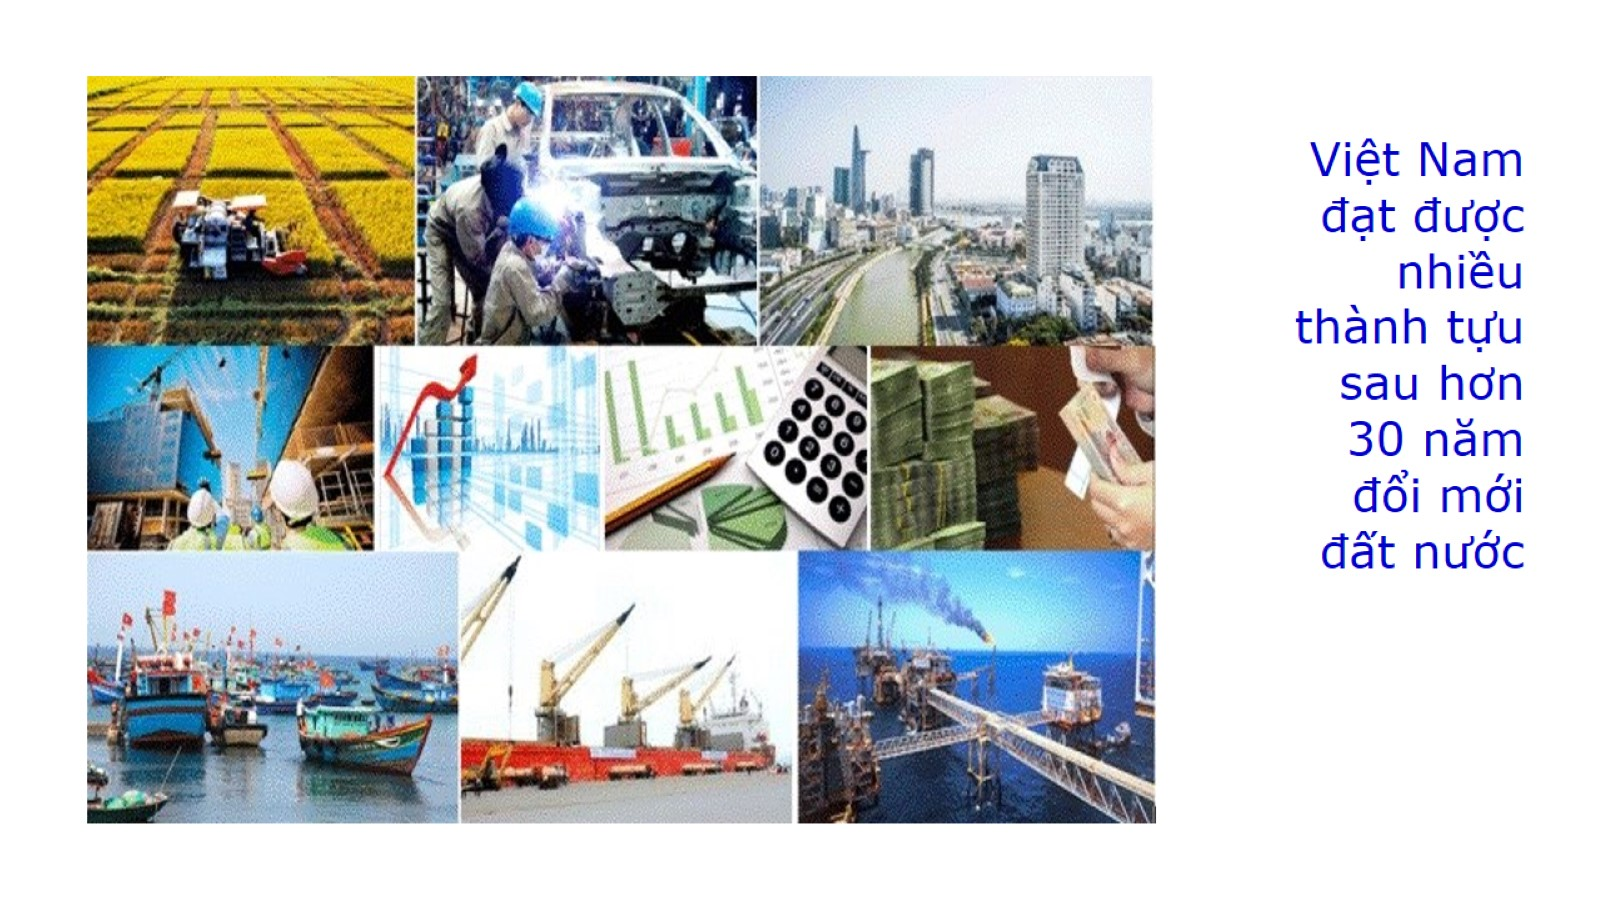 Việt Nam
đạt được
nhiều
thành tựu
sau hơn
30 năm
đổi mới
đất nước